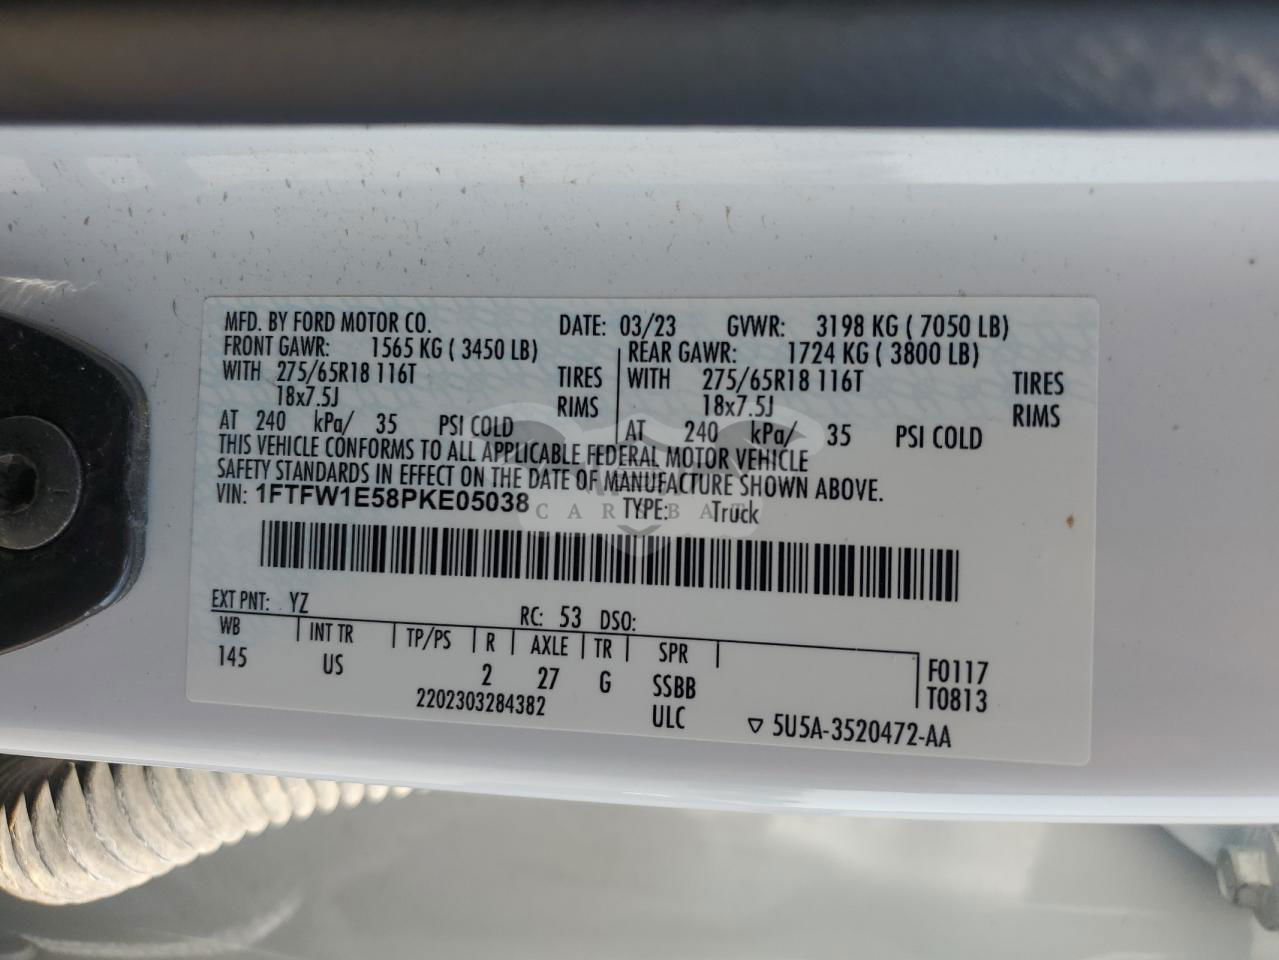 MFD. BY FORD MOTOR CO. DATE: 03/23 GVWR: 3198 KG ( 7050 LB)
FRONT GAWR: 1565 KG ( 3450 LB) REAR GAWR: 1724 KG ( 3800 LB)
WITH 275/65R18 116T TIRES WITH 275/65R18 116T TIRES
18x7.5J RIMS 18x7.5J RIMS
AT 240 kPa/ 35 PSI COLD AT 240 kPa/ 35 PSI COLD
THIS VEHICLE CONFORMS TO ALL APPLICABLE FEDERAL MOTOR VEHICLE
SAFETY STANDARDS IN EFFECT ON THE DATE OF MANUFACTURE SHOWN ABOVE.
VIN: 1FTFW1E58PKE05038 TYPE: Truck
CARSBAT
EXT PNT: YZ RC: 53 DSO:
WB INT TR TP/PS R AXLE TR SPR
145 US 2 27 G SSBB F0117
2202303284382 ULC T0813
5U5A-3520472-AA